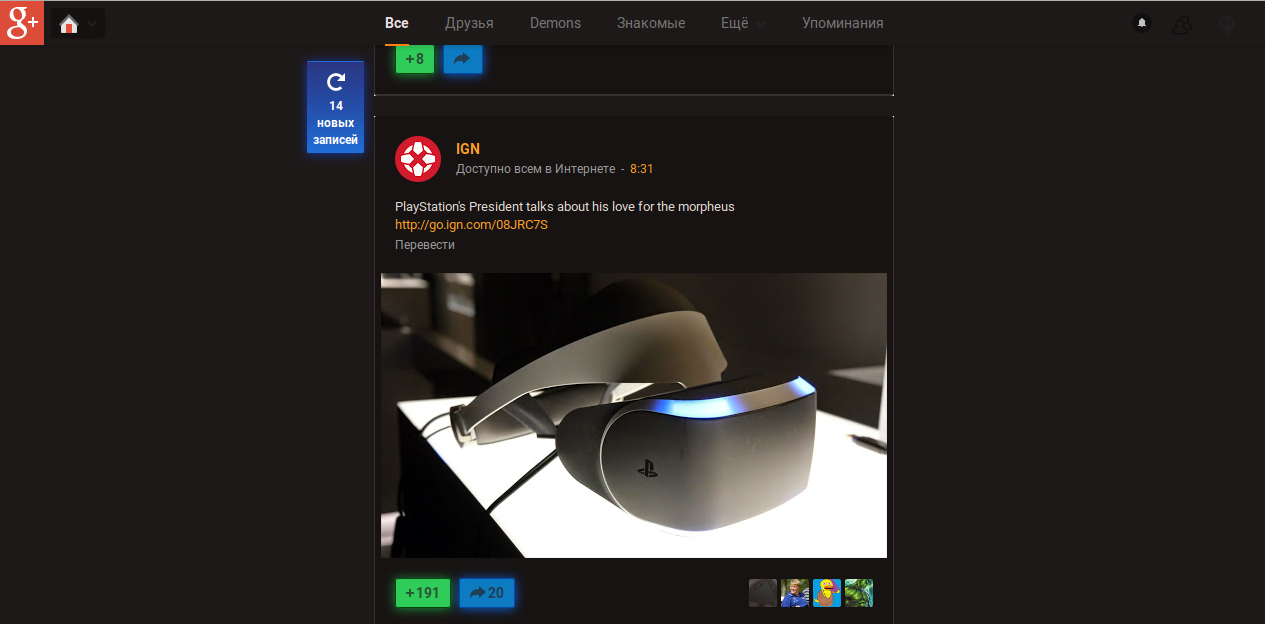 g+
Все Друзья Demons Знакомые Ещё Упоминания
+8
14
новых
записей
IGN
Доступно всем в Интернете - 8:31
PlayStation's President talks about his love for the morpheus
http://go.ign.com/08JRC7S
Перевести
+191 20